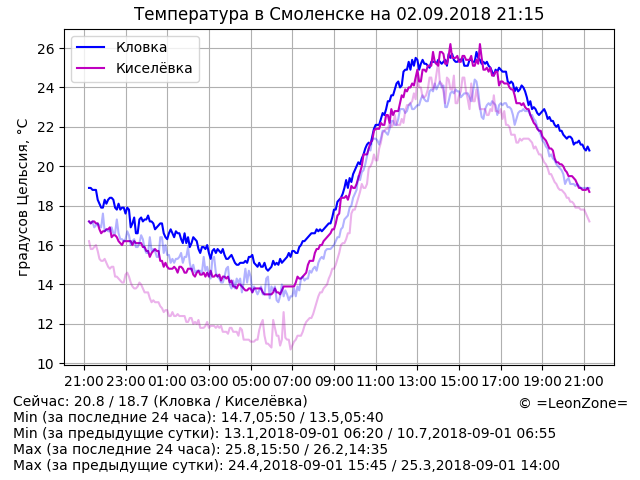 Температура в Смоленске на 02.09.2018 21:15
Кловка
Киселёвка
градусов Цельсия, °C
26
24
22
20
18
16
14
12
10
21:00 23:00 01:00 03:00 05:00 07:00 09:00 11:00 13:00 15:00 17:00 19:00 21:00
Сейчас: 20.8 / 18.7 (Кловка / Киселёвка)
© =LeonZone=
Min (за последние 24 часа): 14.7,05:50 / 13.5,05:40
Min (за предыдущие сутки): 13.1,2018-09-01 06:20 / 10.7,2018-09-01 06:55
Max (за последние 24 часа): 25.8,15:50 / 26.2,14:35
Max (за предыдущие сутки): 24.4,2018-09-01 15:45 / 25.3,2018-09-01 14:00